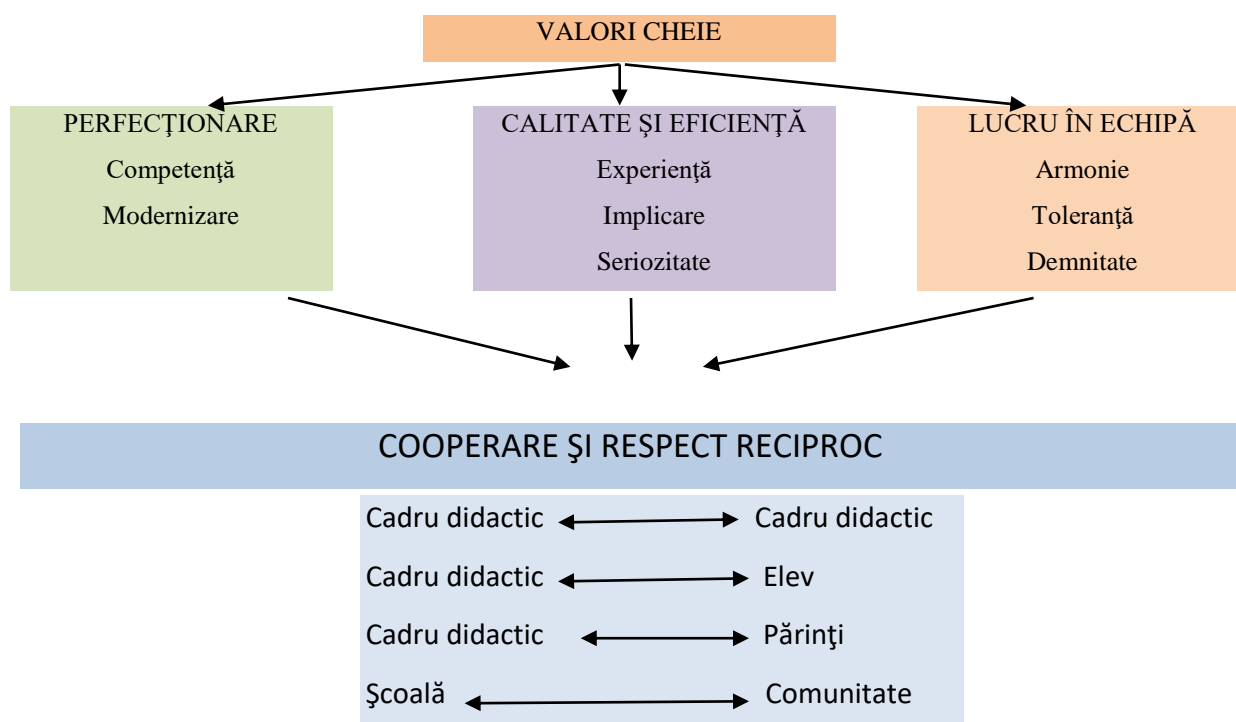 VALORI CHEIE
PERFECŢIONARE
Competenţă
Modernizare
CALITATE ŞI EFICIENŢĂ
Experienţă
Implicare
Seriozitate
LUCRU ÎN ECHIPĂ
Armonie
Toleranţă
Demnitate
COOPERARE ŞI RESPECT RECIPROC
Cadru didactic Cadru didactic
Cadru didactic Elev
Cadru didactic Părinţi
Şcoală Comunitate